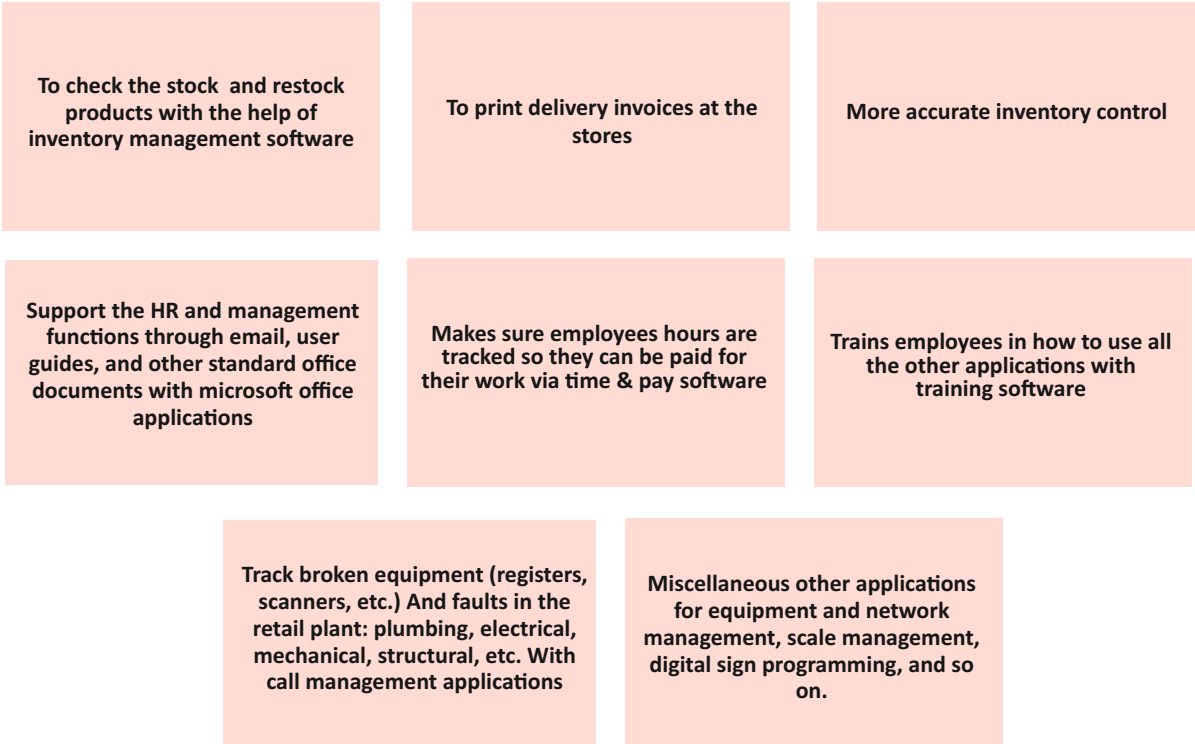 To check the stock and restock
products with the help of
inventory management software
To print delivery invoices at the
stores
More accurate inventory control
Support the HR and management
functions through email, user
guides, and other standard office
documents with microsoft office
applications
Makes sure employees hours are
tracked so they can be paid for
their work via time & pay software
Trains employees in how to use all
the other applications with
training software
Track broken equipment (registers,
scanners, etc.) And faults in the
retail plant: plumbing, electrical,
mechanical, structural, etc. With
call management applications
Miscellaneous other applications
for equipment and network
management, scale management,
digital sign programming, and so
on.